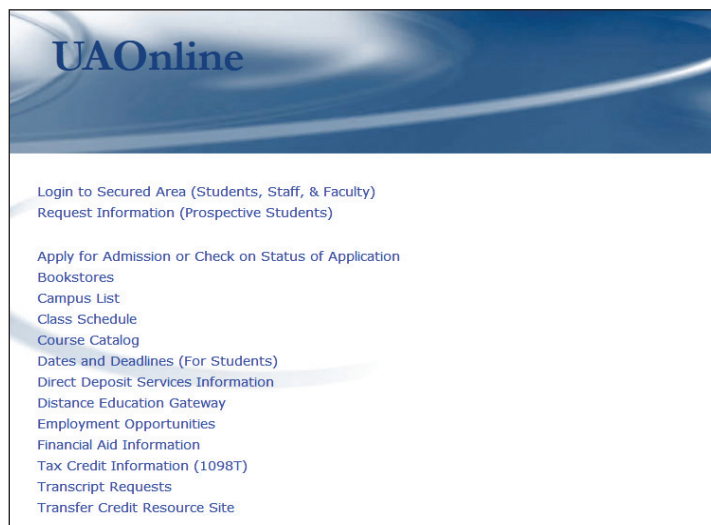 UAOnline
Login to Secured Area (Students, Staff, & Faculty)
Request Information (Prospective Students)
Apply for Admission or Check on Status of Application
Bookstores
Campus List
Class Schedule
Course Catalog
Dates and Deadlines (For Students)
Direct Deposit Services Information
Distance Education Gateway
Employment Opportunities
Financial Aid Information
Tax Credit Information (1098T)
Transcript Requests
Transfer Credit Resource Site